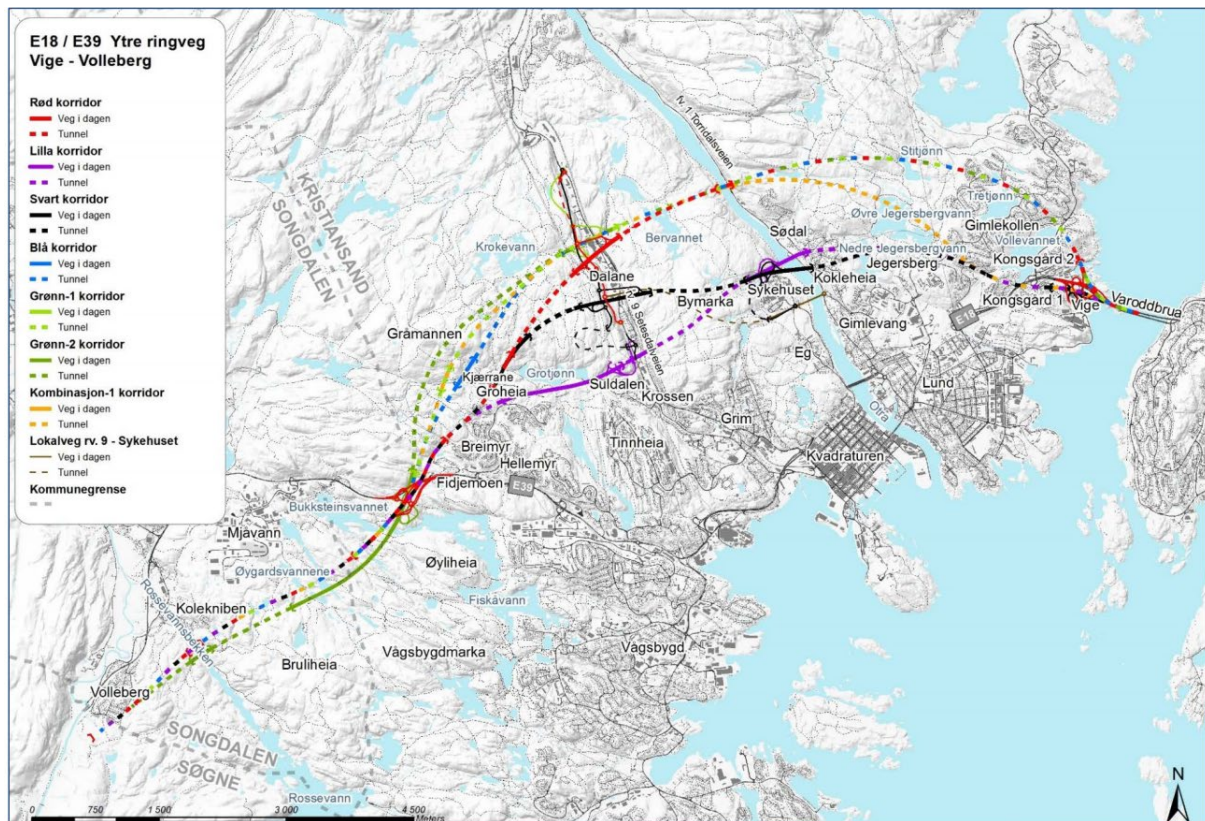 E18 / E39 Ytre ringveg
Vige - Volleberg
Rød korridor
Veg i dagen
Tunnel
Lilla korridor
Veg i dagen
Tunnel
Svart korridor
Veg i dagen
Tunnel
Blå korridor
Veg i dagen
Tunnel
Grønn-1 korridor
Veg i dagen
Tunnel
Grønn-2 korridor
Veg i dagen
Tunnel
Kombinasjon-1 korridor
Veg i dagen
Tunnel
Lokalveg rv. 9 - Sykehuset
Veg i dagen
Tunnel
Kommunegrense
KRISTIANSAND
SONGDALEN
fv. 1 Torridalsveien
Stitjønn
Tretjønn
Øvre Jegersbergvann
Gimlekollen
Vollevannet
Krokevann
Bervannet
Sødal
Nedre Jegersbergvann
Jegersberg
Kongsgård 2
Dalane
Kokleheia
Sykehuset
Bymarka
Kongsgård 1
Vige
Varoddbrua
E18
9 Setesdalveien
Gimlevang
Gråmannen
Kjærrane
Grotjønn
Groheia
Suldalen
Krossen
Eg
Lund
Grim
Otra
Breimyr
Tinnheia
Hellemyr
Kvadraturen
Fidjemoen
E39
Bukksteinsvannet
Mjåvann
Øyliheia
Øygardsvannene
Fiskåvann
Kolekniben
Rossevannsbekken
Bruliheia
Vågsbygdmarka
Vågsbygd
Volleberg
SONGDALEN
SØGNE
Rossevann
N
0 750 1 500 3 000 4 500
Meters